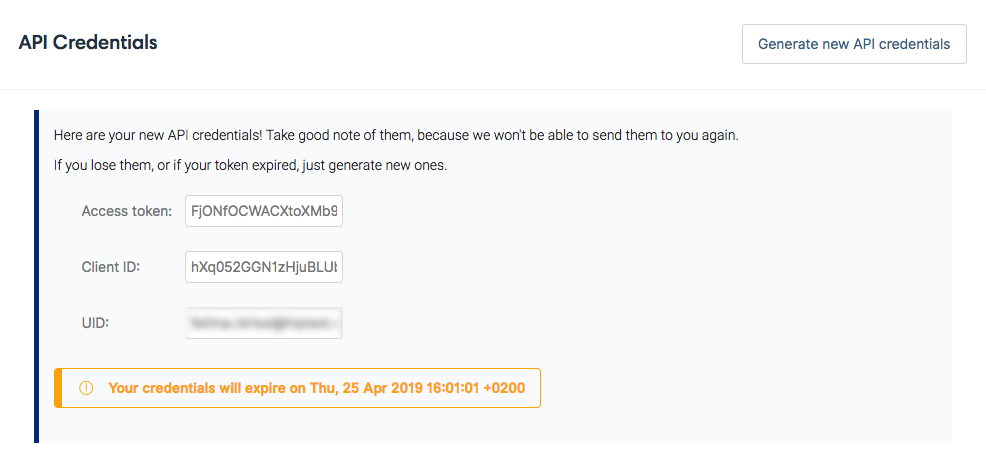 API Credentials
Generate new API credentials
Here are your new API credentials! Take good note of them, because we won't be able to send them to you again.
If you lose them, or if your token expired, just generate new ones.
Access token: FjONfOCWACXtoXMb9
Client ID: hXq052GGN1zHjuBLUb
UID:
Your credentials will expire on Thu, 25 Apr 2019 16:01:01 +0200